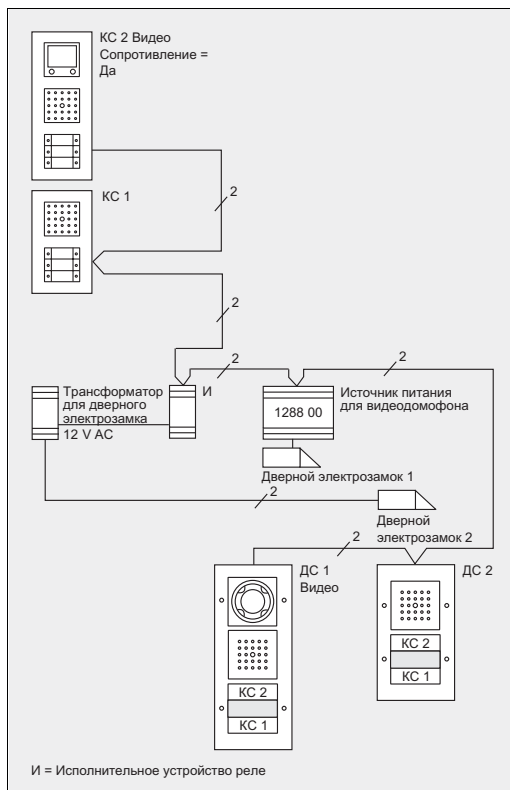 КС 2 Видео
Сопротивление =
Да
КС 1
2
2
2
2
Трансформатор
для дверного
электрозамка
12 V AC
И
1288 00
Источник питания
для видеодомофона
Дверной электрозамок 1
2
Дверной
электрозамок 2
2
ДС 1
Видео
ДС 2
КС 2
КС 1
КС 2
КС 1
И = Исполнительное устройство реле